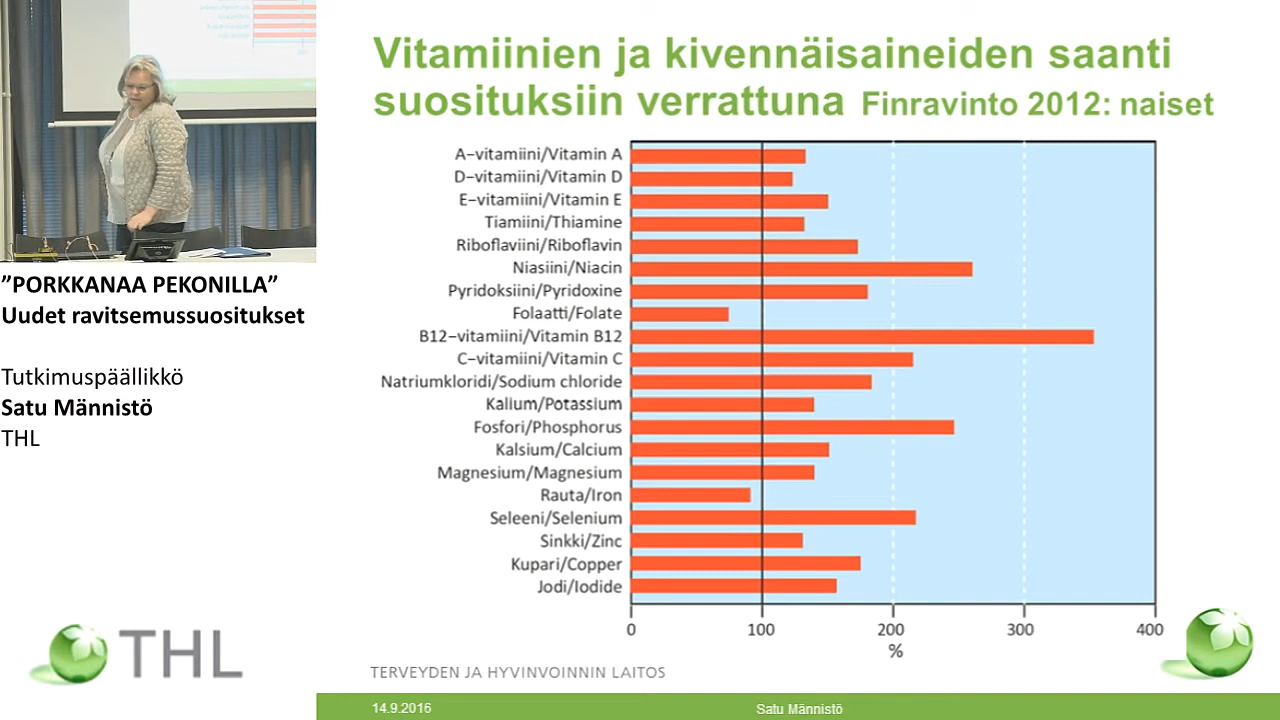 Vitamiinien ja kivennäisaineiden saanti
suosituksiin verrattuna Finravinto 2012: naiset
A–vitamiini/Vitamin A
D–vitamiini/Vitamin D
E–vitamiini/Vitamin E
Tiamiini/Thiamine
Riboflaviini/Riboflavin
Niasiini/Niacin
Pyridoksiini/Pyridoxine
Folaatti/Folate
B12–vitamiini/Vitamin B12
C–vitamiini/Vitamin C
Natriumkloridi/Sodium chloride
Kalium/Potassium
Fosfori/Phosphorus
Kalsium/Calcium
Magnesium/Magnesium
Rauta/Iron
Seleeni/Selenium
Sinkki/Zinc
Kupari/Copper
Jodi/Iodide
0 100 200 300 400
%
”PORKKANAA PEKONILLA”
Uudet ravitsemussuositukset
Tutkimuspäällikkö
Satu Männistö
THL
THL
TERVEYDEN JA HYVINVOINNIN LAITOS
14.9.2016 Satu Männistö